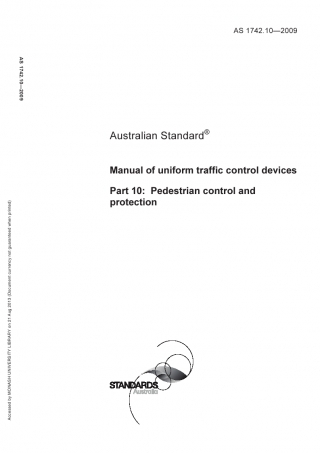 AS 1742.10—2009
AS 1742.10—2009
Australian Standard®
Manual of uniform traffic control devices
Part 10: Pedestrian control and
protection
Accessed by MONASH UNIVERSITY LIBRARY on 21 Aug 2010 (Document currency not guaranteed when printed)
STANDARDS
Australia